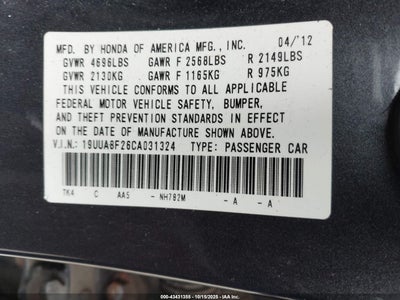 MFD. BY HONDA OF AMERICA MFG., INC. 04/'12
GVWR 4696LBS GAWR F 2568LBS R 2149LBS
GVWR 2130KG GAWR F 1165KG R 975KG
THIS VEHICLE CONFORMS TO ALL APPLICABLE
FEDERAL MOTOR VEHICLE SAFETY, BUMPER,
AND THEFT PREVENTION STANDARDS IN EFFECT
ON THE DATE OF MANUFACTURE SHOWN ABOVE.
V.I.N.: 19UUA8F26CA031324 TYPE: PASSENGER CAR
TK4 C AA5 - NH782M - A - A
000-43431355 - 10/15/2025 - IAA Inc.